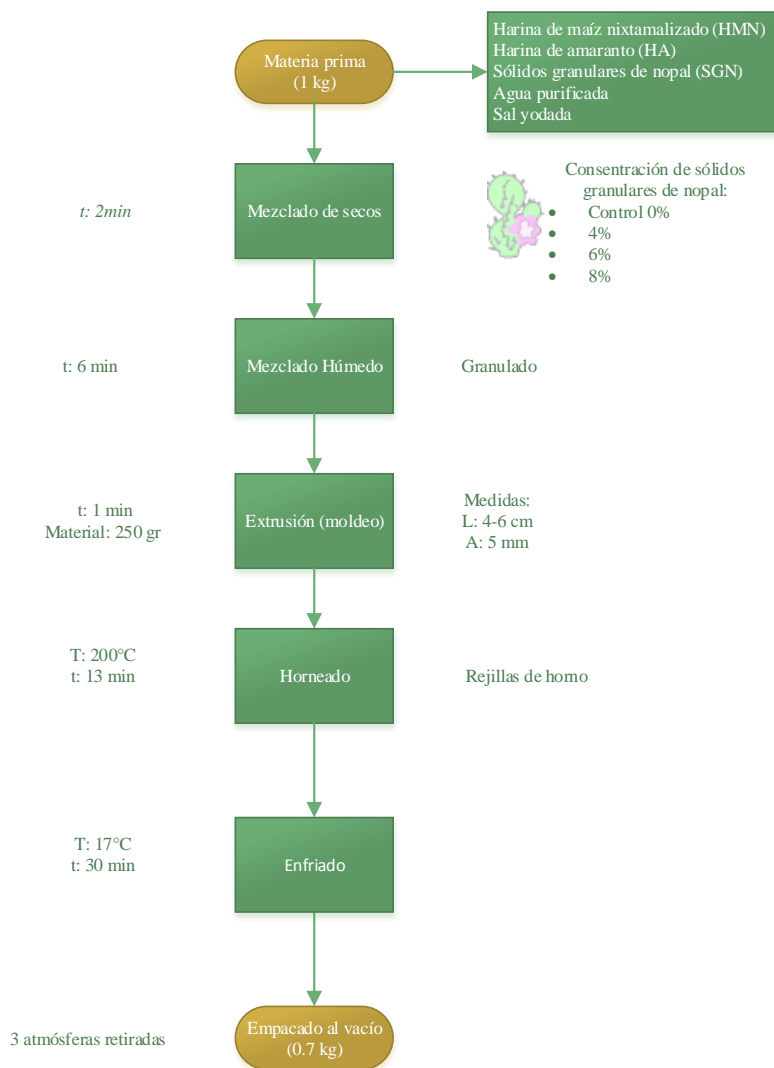 Materia prima
(1 kg)
Harina de maíz nixtamalizado (HMN)
Harina de amaranto (HA)
Sólidos granulares de nopal (SGN)
Agua purificada
Sal yodada
t: 2min
Mezclado de secos
Consentración de sólidos
granulares de nopal:
• Control 0%
• 4%
• 6%
• 8%
t: 6 min
Mezclado Húmedo
Granulado
t: 1 min
Material: 250 gr
Extrusión (moldeo)
Medidas:
L: 4-6 cm
A: 5 mm
T: 200°C
t: 13 min
Horneado
Rejillas de horno
T: 17°C
t: 30 min
Enfriado
3 atmósferas retiradas
Empacado al vacío
(0.7 kg)